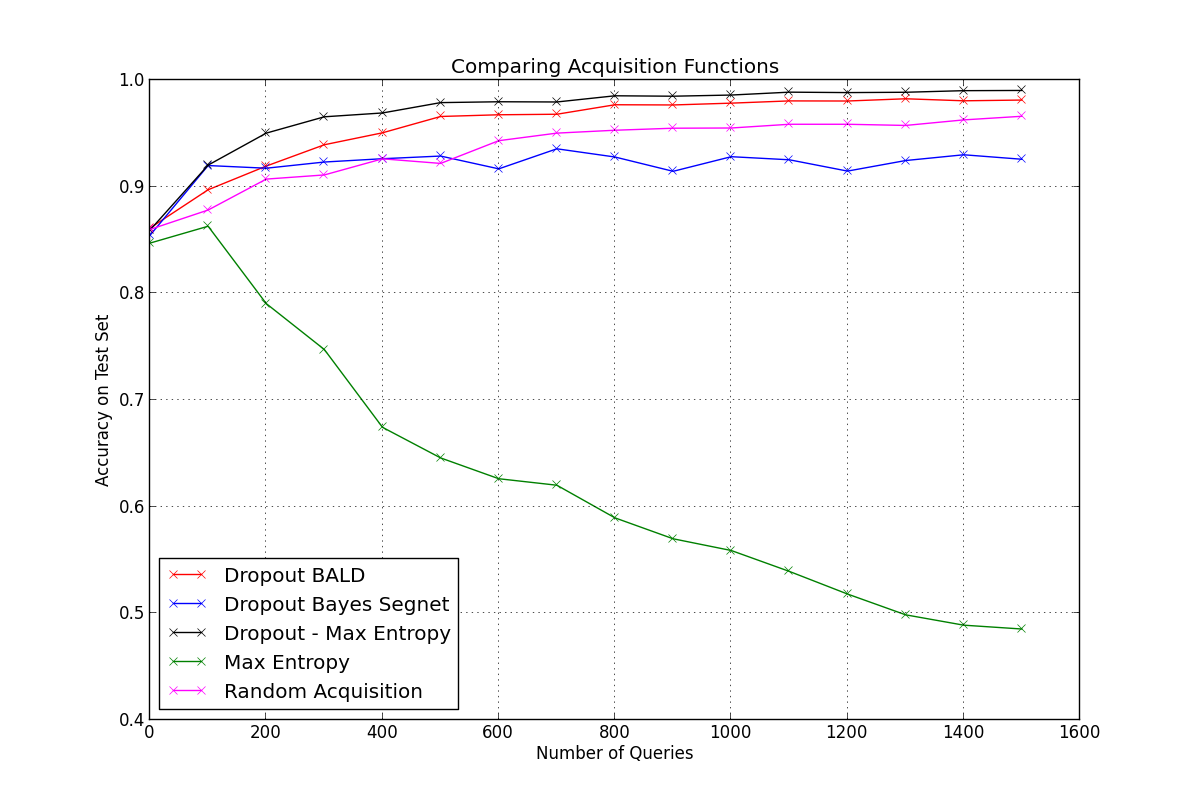 Comparing Acquisition Functions
1.0
0.9
0.8
0.7
0.6
0.5
0.4
Accuracy on Test Set
Dropout BALD
Dropout Bayes Segnet
Dropout - Max Entropy
Max Entropy
Random Acquisition
0 200 400 600 800 1000 1200 1400 1600
Number of Queries